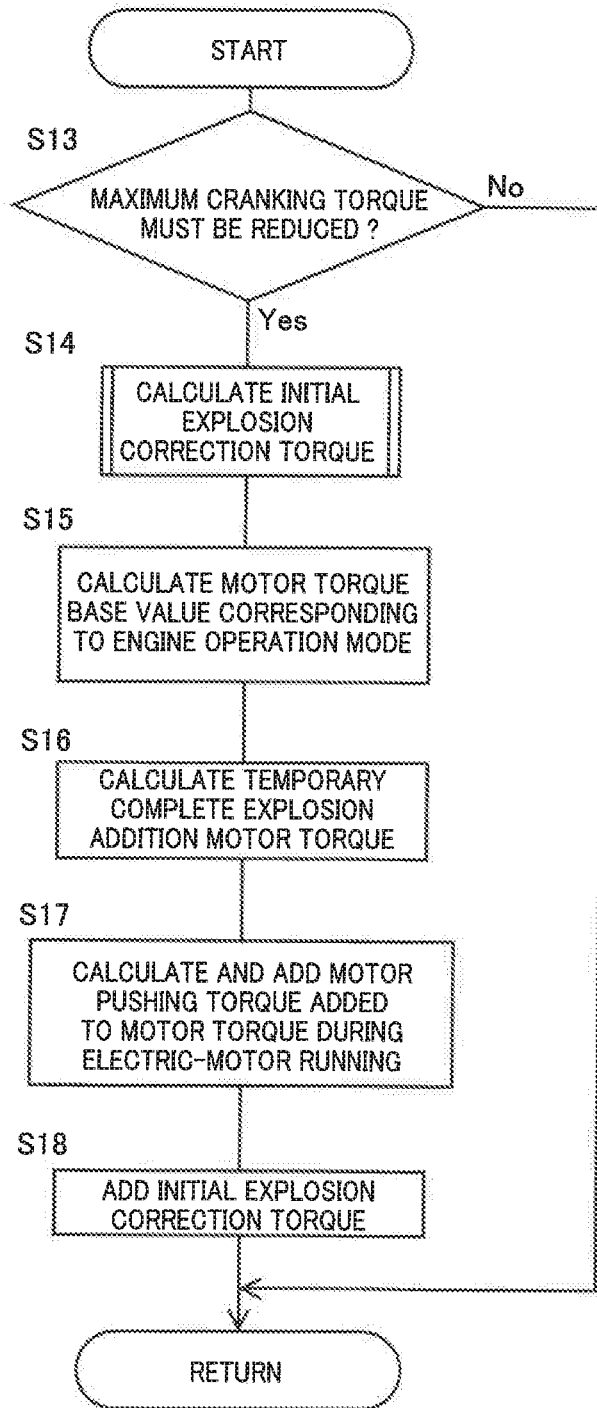 START
S13
MAXIMUM CRANKING TORQUE
MUST BE REDUCED ?
No
Yes
S14
CALCULATE INITIAL
EXPLOSION
CORRECTION TORQUE
S15
CALCULATE MOTOR TORQUE
BASE VALUE CORRESPONDING
TO ENGINE OPERATION MODE
S16
CALCULATE TEMPORARY
COMPLETE EXPLOSION
ADDITION MOTOR TORQUE
S17
CALCULATE AND ADD MOTOR
PUSHING TORQUE ADDED
TO MOTOR TORQUE DURING
ELECTRIC-MOTOR RUNNING
S18
ADD INITIAL EXPLOSION
CORRECTION TORQUE
RETURN